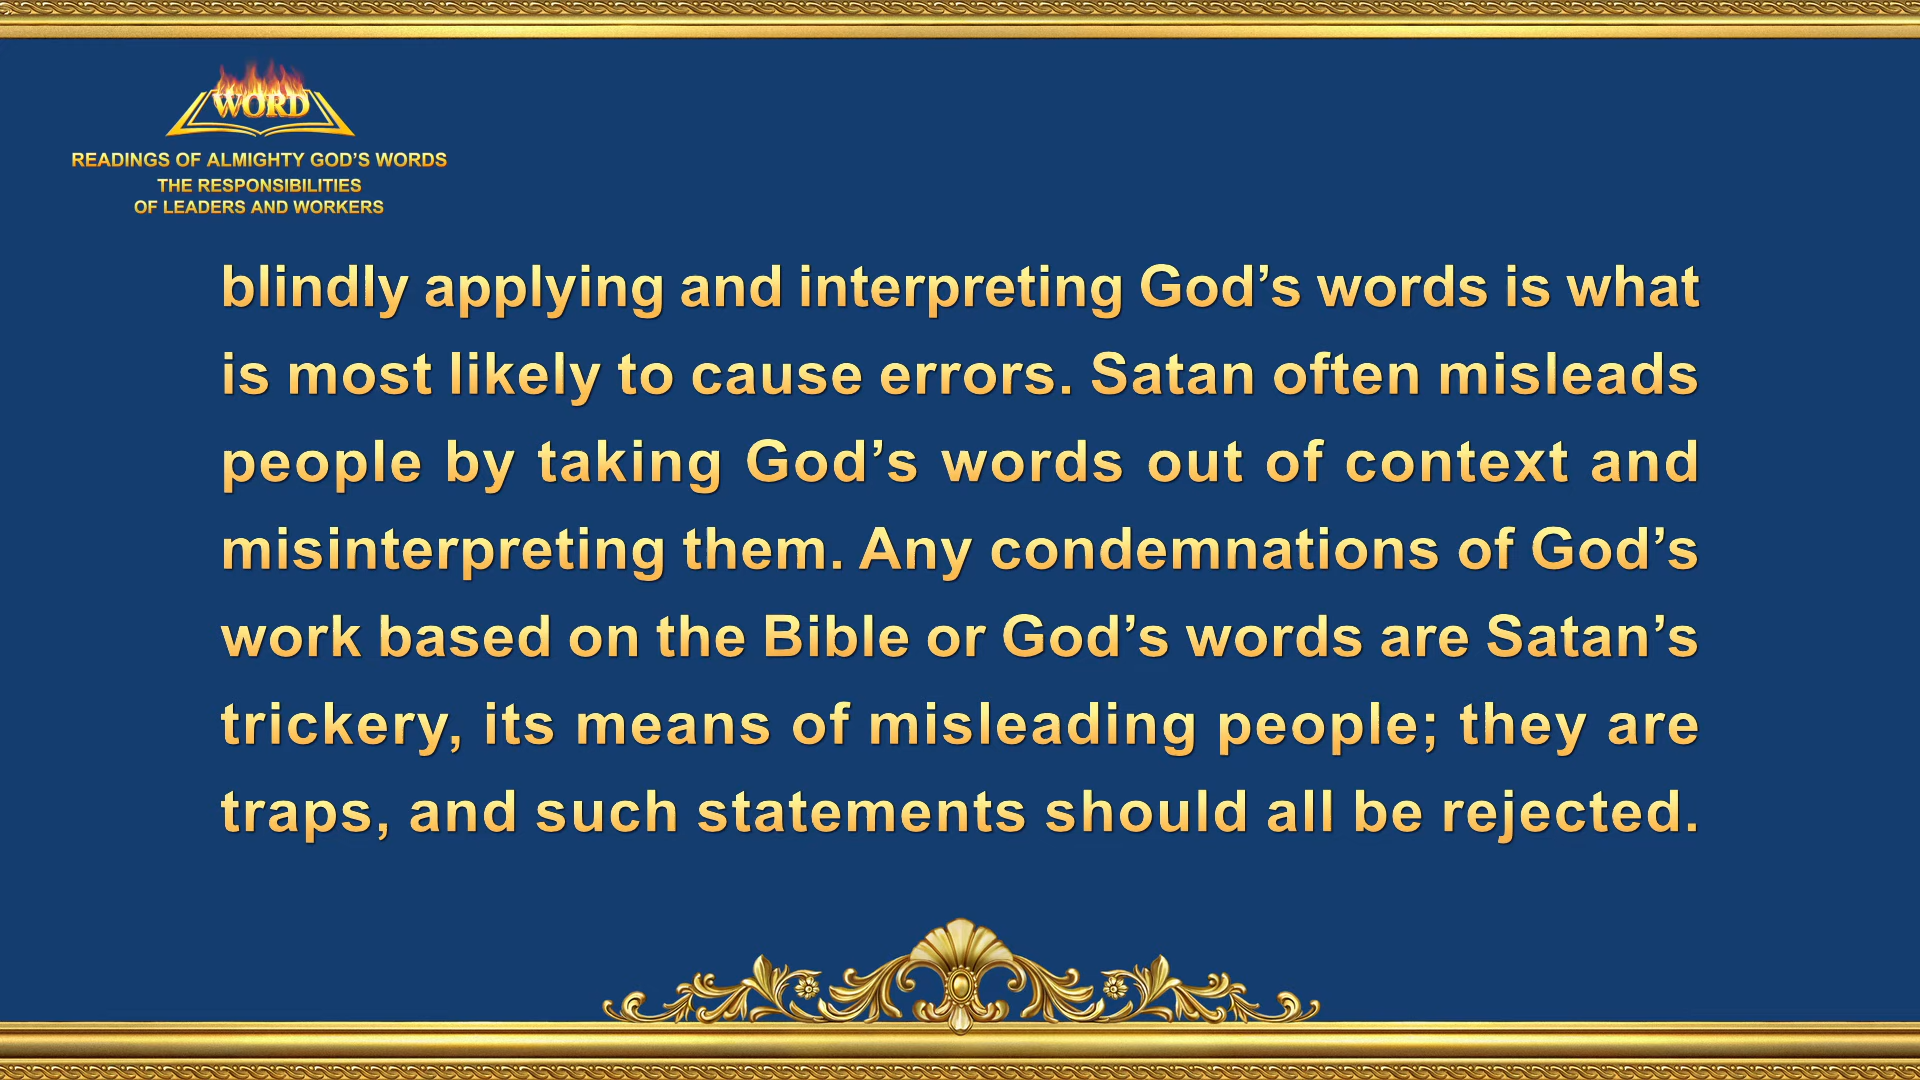 WORD
READINGS OF ALMIGHTY GOD’S WORDS
THE RESPONSIBILITIES
OF LEADERS AND WORKERS
blindly applying and interpreting God’s words is what
is most likely to cause errors. Satan often misleads
people by taking God’s words out of context and
misinterpreting them. Any condemnations of God’s
work based on the Bible or God’s words are Satan’s
trickery, its means of misleading people; they are
traps, and such statements should all be rejected.